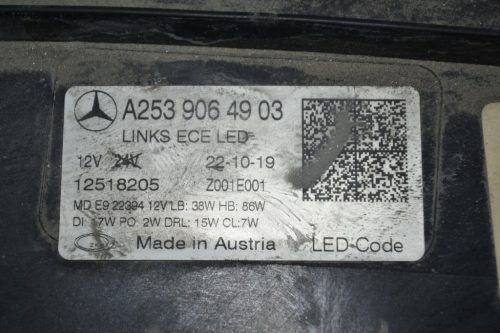 A253 906 49 03
LINKS ECE LED
12V 24V 22-10-19
12518205 Z001E001
MD E9 22394 12V LB: 38W HB: 86W
DI: 7W PO: 2W DRL: 15W CL: 7W
Made in Austria LED-Code